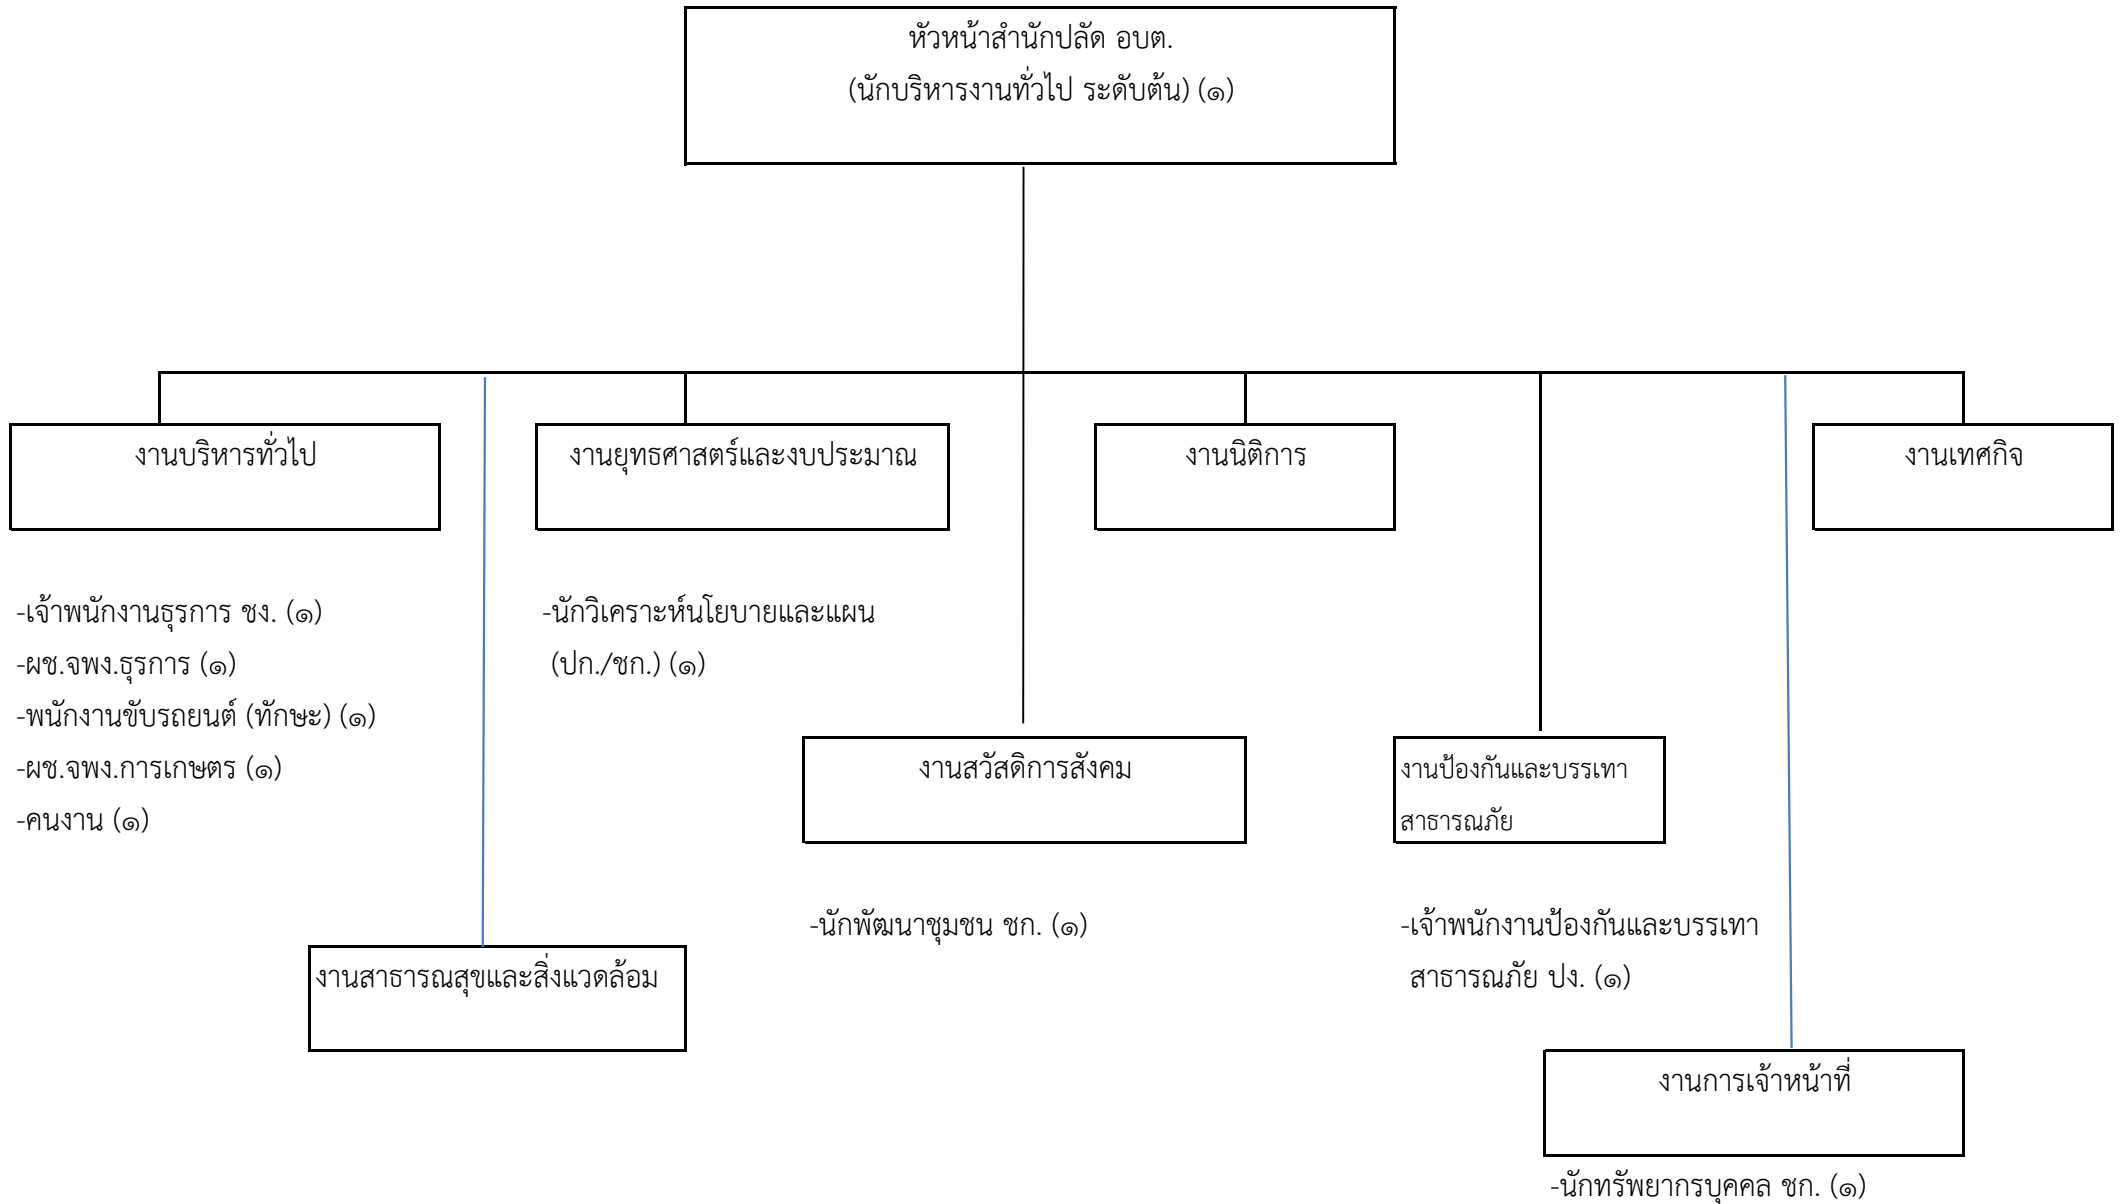 หัวหน้าสำนักปลัด อบต.
(นักบริหารงานทั่วไป ระดับต้น) (๑)
งานบริหารทั่วไป
งานยุทธศาสตร์และงบประมาณ
งานนิติการ
งานเทศกิจ
-เจ้าพนักงานธุรการ ชง. (๑)
-ผช.จพง.ธุรการ (๑)
-พนักงานขับรถยนต์ (ทักษะ) (๑)
-ผช.จพง.การเกษตร (๑)
-คนงาน (๑)
-นักวิเคราะห์นโยบายและแผน
(ปก./ชก.) (๑)
งานสวัสดิการสังคม
งานป้องกันและบรรเทา
สาธารณภัย
-นักพัฒนาชุมชน ชก. (๑)
-เจ้าพนักงานป้องกันและบรรเทา
สาธารณภัย ปง. (๑)
งานสาธารณสุขและสิ่งแวดล้อม
งานการเจ้าหน้าที่
-นักทรัพยากรบุคคล ชก. (๑)